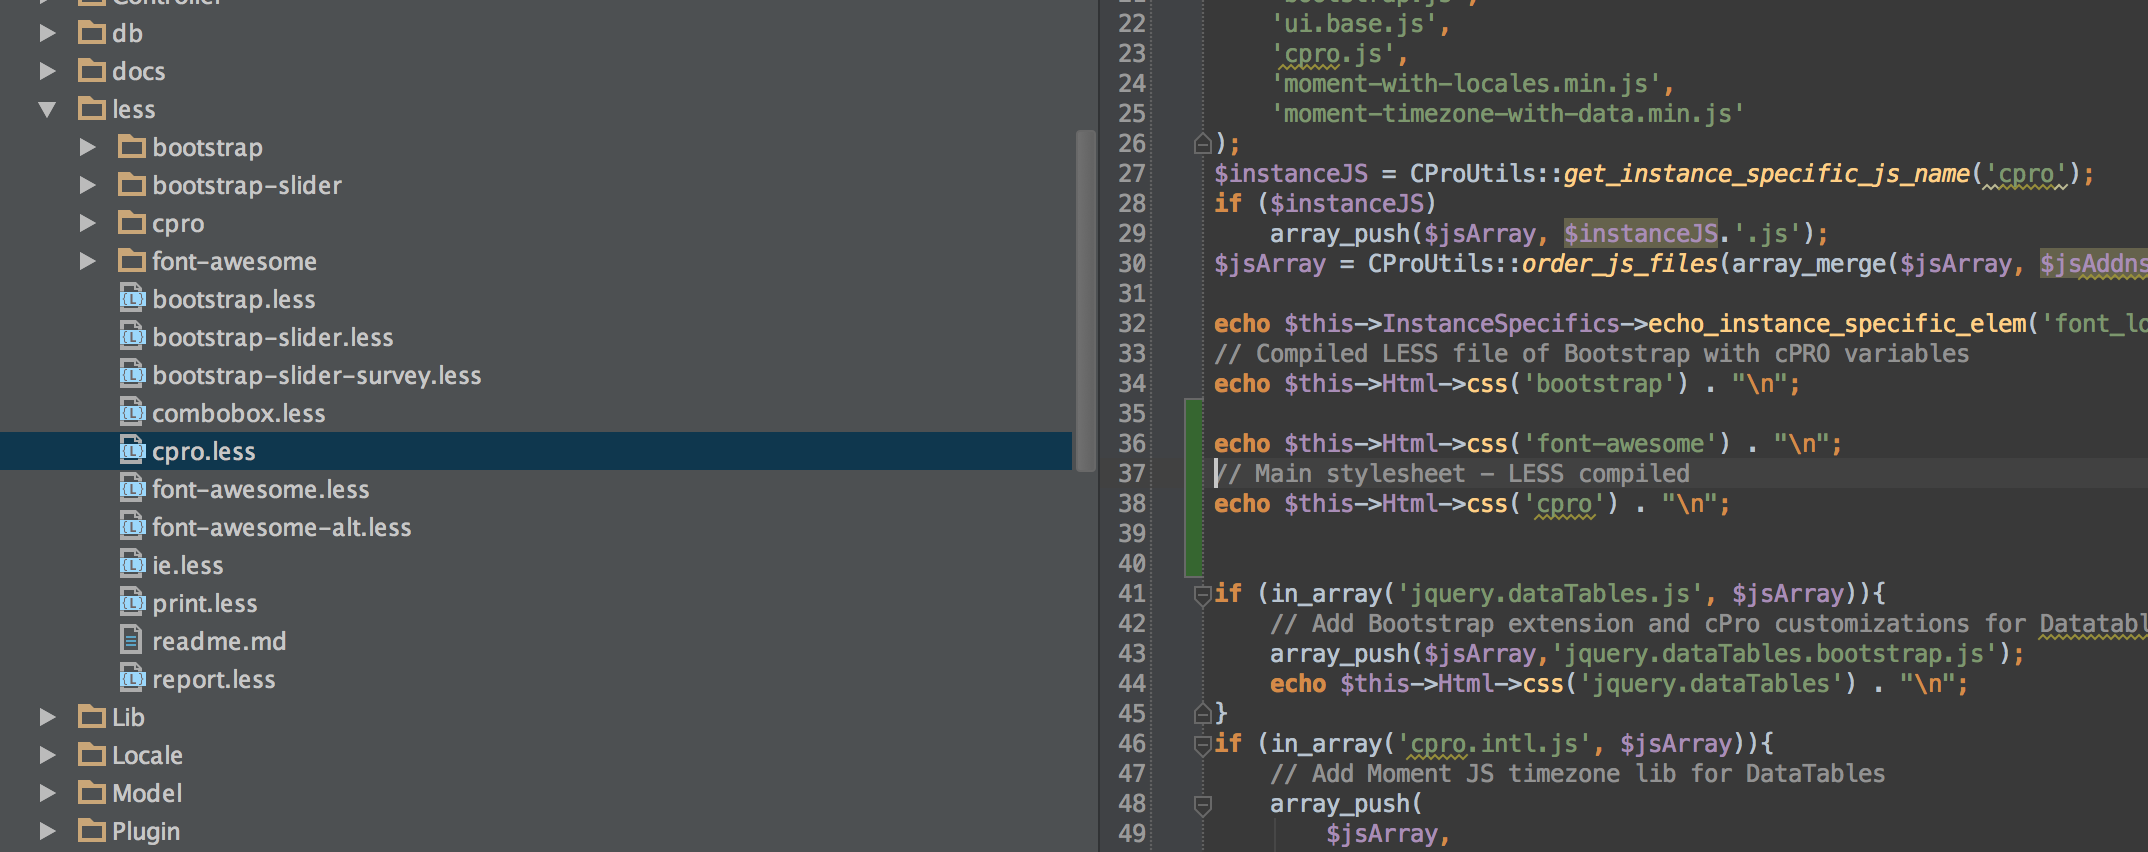 Controller
db
docs
less
bootstrap
bootstrap-slider
cpro
font-awesome
bootstrap.less
bootstrap-slider.less
bootstrap-slider-survey.less
combobox.less
cpro.less
font-awesome.less
font-awesome-alt.less
ie.less
print.less
readme.md
report.less
Lib
Locale
Model
Plugin
21 'bootstrap.js',
22 'ui.base.js',
23 'cpro.js',
24 'moment-with-locales.min.js',
25 'moment-timezone-with-data.min.js'
26 );
27 $instanceJS = CProUtils::get_instance_specific_js_name('cpro');
28 if ($instanceJS)
29 array_push($jsArray, $instanceJS.'.js');
30 $jsArray = CProUtils::order_js_files(array_merge($jsArray, $jsAddns
31
32 echo $this->InstanceSpecifics->echo_instance_specific_elem('font_lo
33 // Compiled LESS file of Bootstrap with cPRO variables
34 echo $this->Html->css('bootstrap') . "\n";
35
36 echo $this->Html->css('font-awesome') . "\n";
37 // Main stylesheet - LESS compiled
38 echo $this->Html->css('cpro') . "\n";
39
40
41 if (in_array('jquery.dataTables.js', $jsArray)){
42 // Add Bootstrap extension and cPro customizations for Datatabl
43 array_push($jsArray,'jquery.dataTables.bootstrap.js');
44 echo $this->Html->css('jquery.dataTables') . "\n";
45 }
46 if (in_array('cpro.intl.js', $jsArray)){
47 // Add Moment JS timezone lib for DataTables
48 array_push(
49 $jsArray,